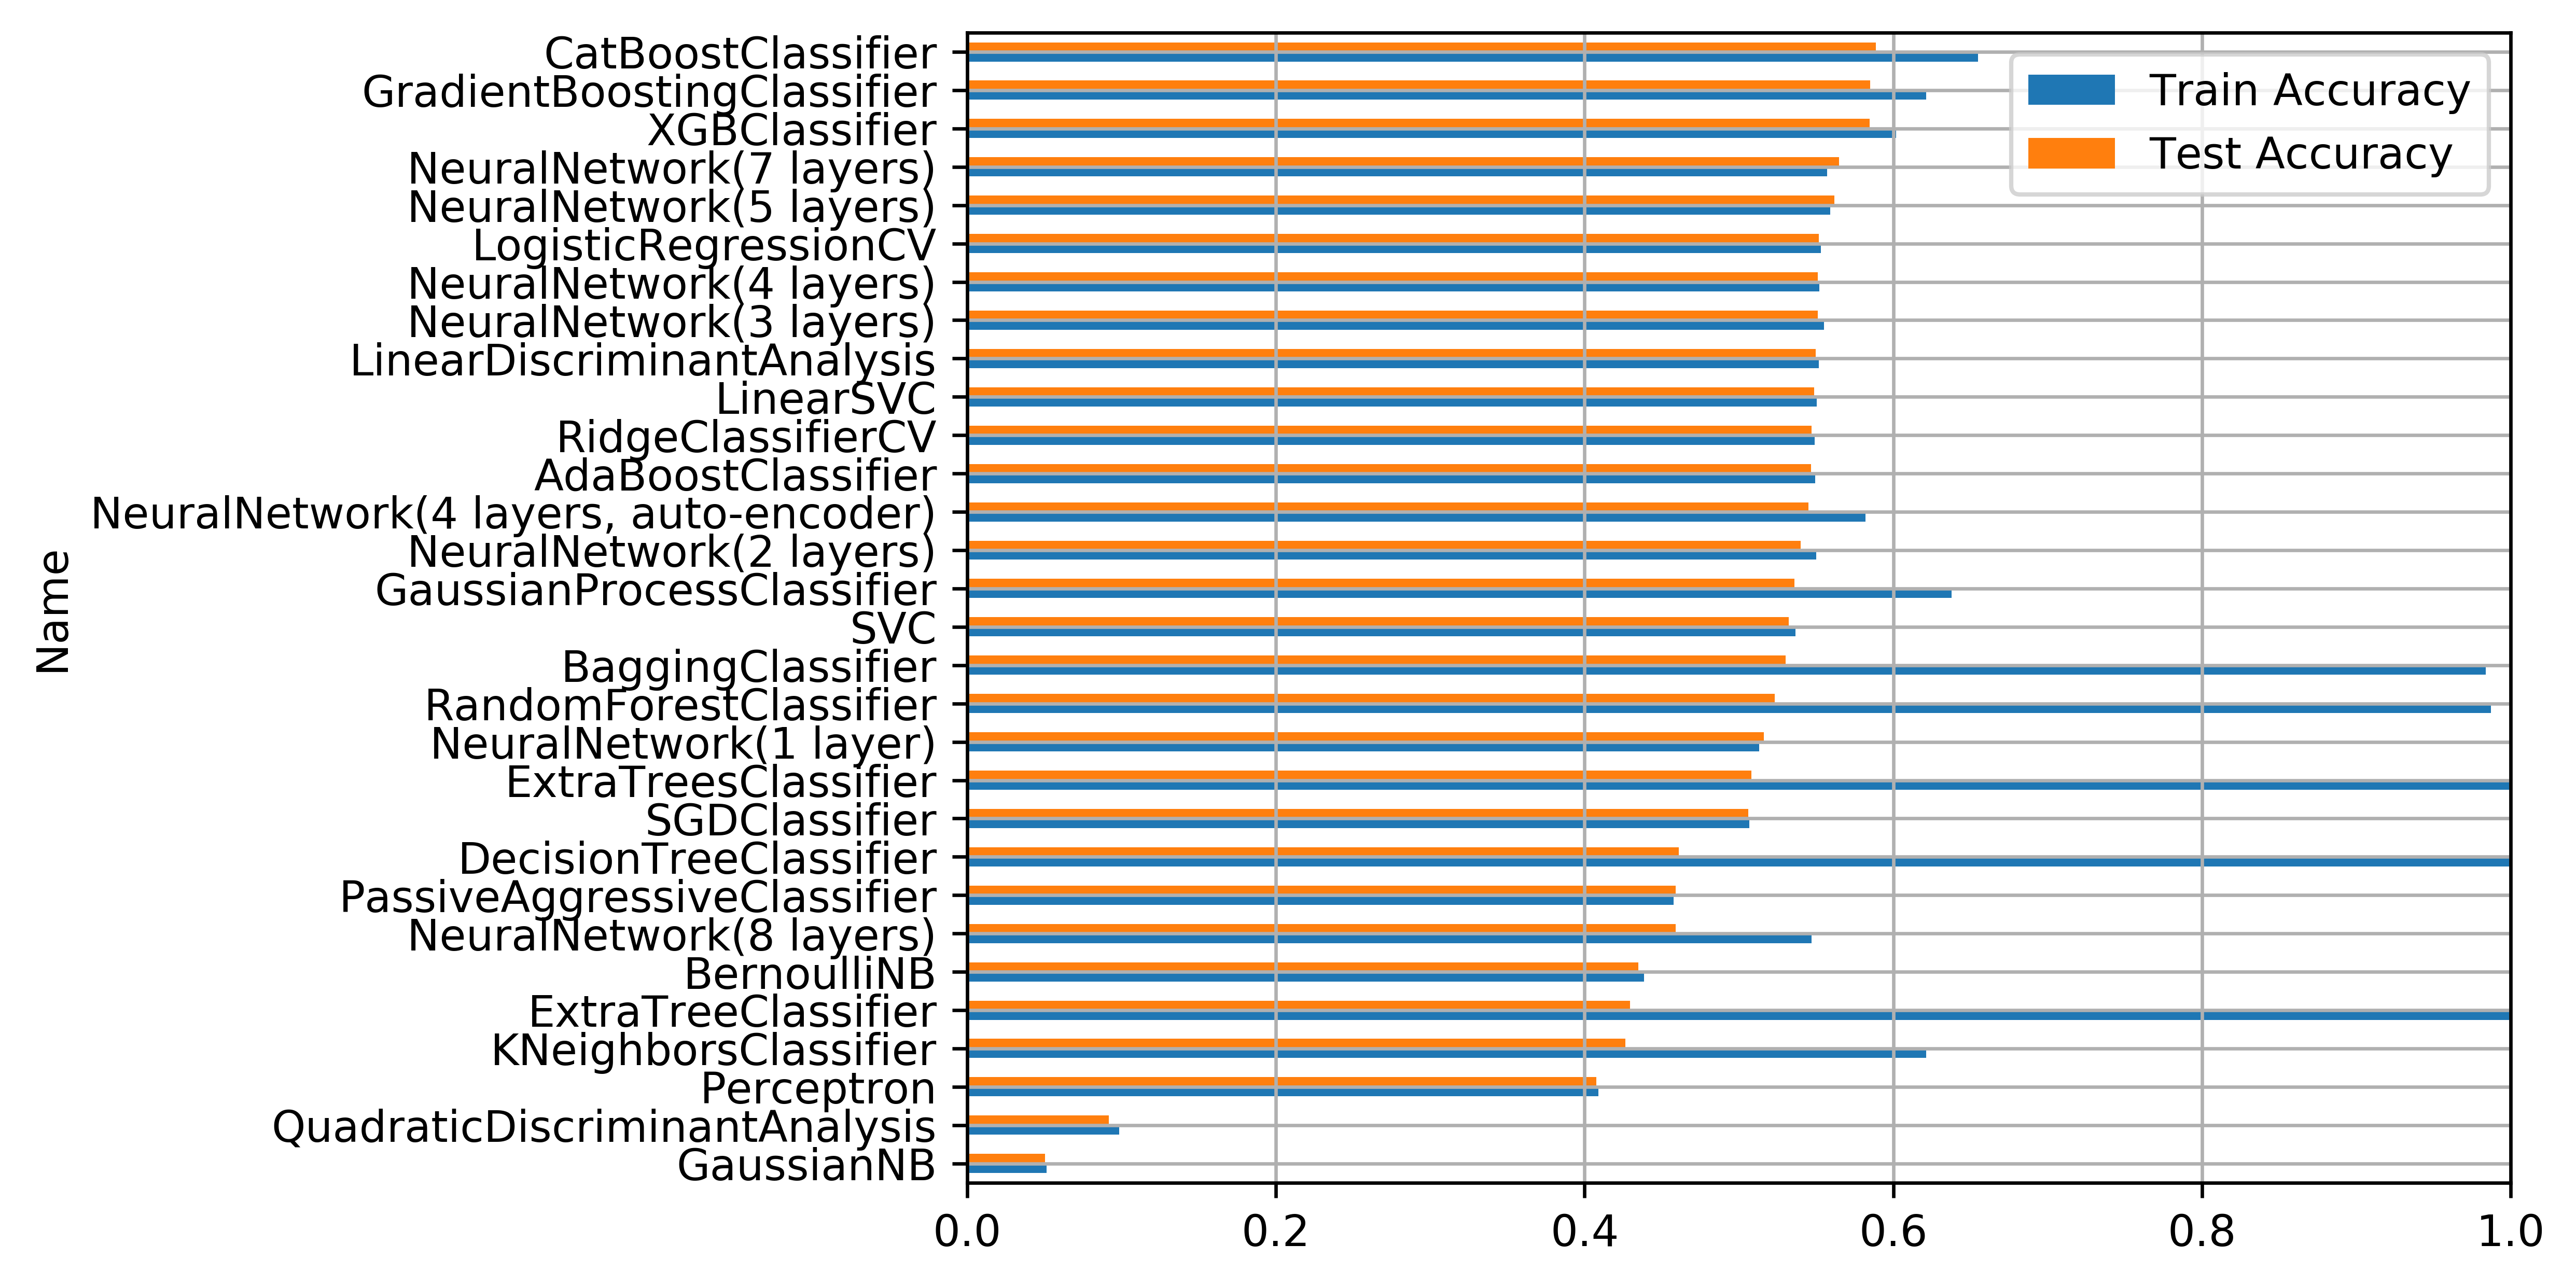 CatBoostClassifier
GradientBoostingClassifier
XGBClassifier
NeuralNetwork(7 layers)
NeuralNetwork(5 layers)
LogisticRegressionCV
NeuralNetwork(4 layers)
NeuralNetwork(3 layers)
LinearDiscriminantAnalysis
LinearSVC
RidgeClassifierCV
AdaBoostClassifier
NeuralNetwork(4 layers, auto-encoder)
NeuralNetwork(2 layers)
GaussianProcessClassifier
SVC
BaggingClassifier
RandomForestClassifier
NeuralNetwork(1 layer)
ExtraTreesClassifier
SGDClassifier
DecisionTreeClassifier
PassiveAggressiveClassifier
NeuralNetwork(8 layers)
BernoulliNB
ExtraTreeClassifier
KNeighborsClassifier
Perceptron
QuadraticDiscriminantAnalysis
GaussianNB
Name
Train Accuracy
Test Accuracy
0.0 0.2 0.4 0.6 0.8 1.0